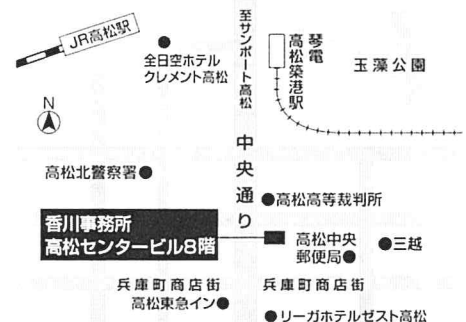 JR高松駅
全日空ホテル
クレメント高松
至サンポート高松
琴電
高松築港駅
玉藻公園
N
中央通り
高松北警察署
高松高等裁判所
香川事務所
高松センタービル8階
高松中央
郵便局
三越
兵庫町商店街
兵庫町商店街
高松東急イン
リーガホテルゼスト高松